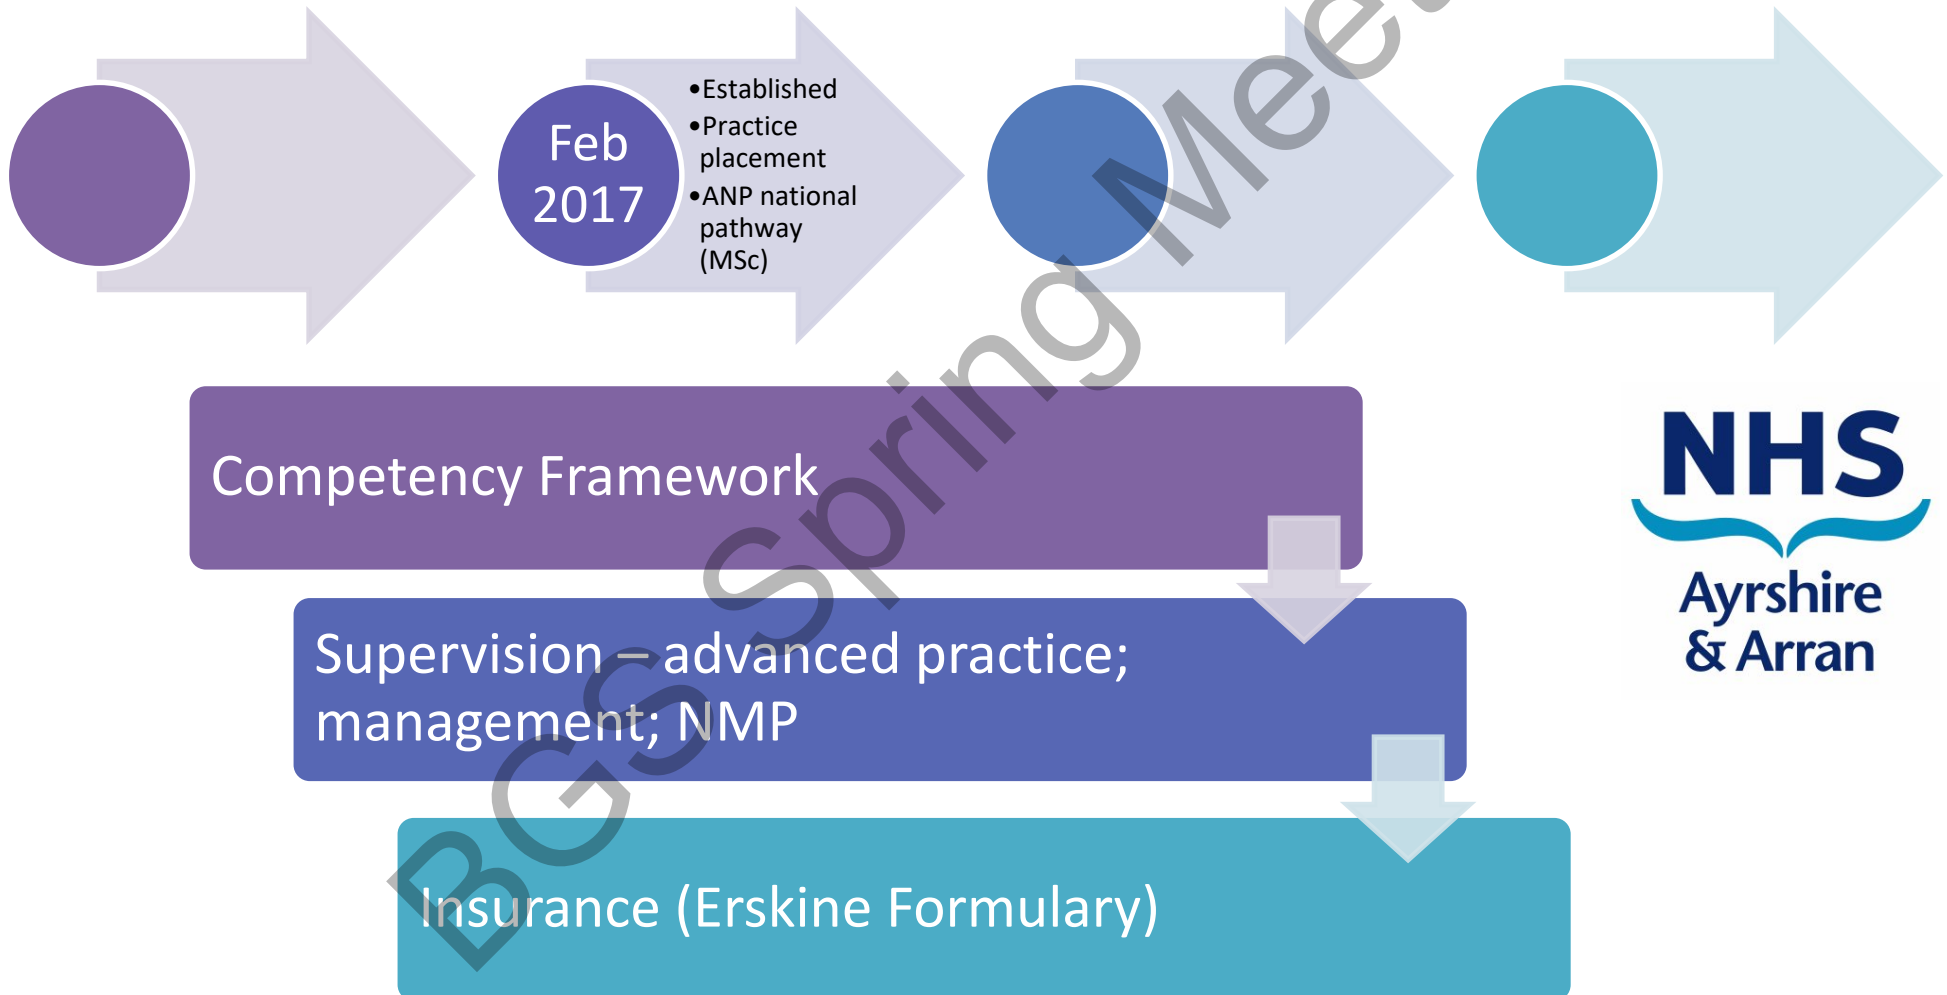 Feb
2017
•Established
•Practice
placement
•ANP national
pathway
(MSc)
Competency Framework
Supervision – advanced practice;
management; NMP
Insurance (Erskine Formulary)
NHS
Ayrshire
& Arran
BGS Spring Meet